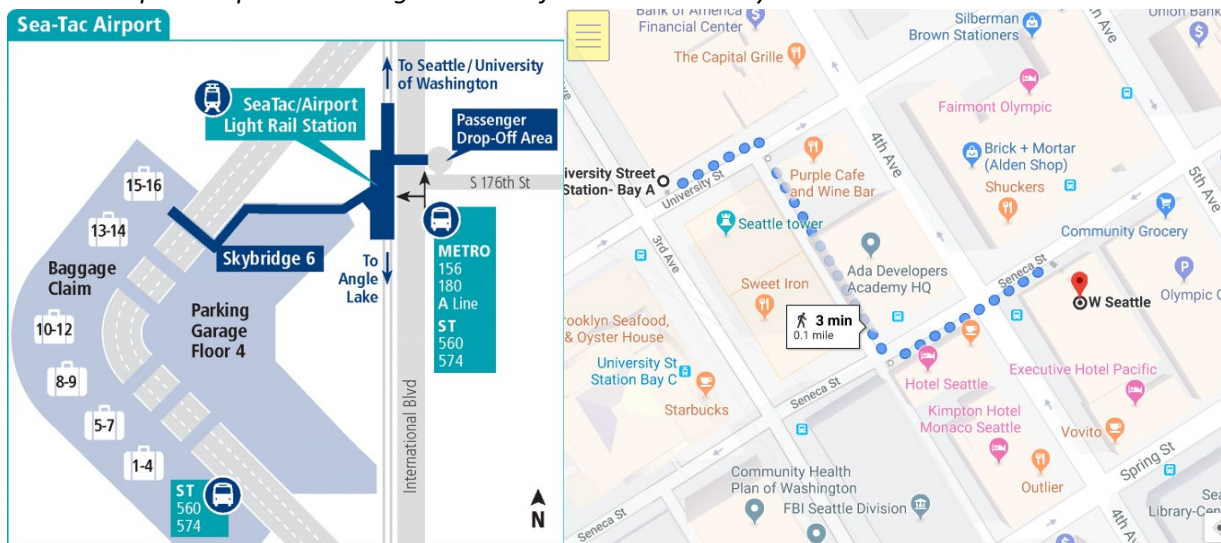 Sea-Tac Airport
To Seattle / University
of Washington
SeaTac/Airport
Light Rail Station
Passenger
Drop-Off Area
S 176th St
15-16
13-14
Baggage
Claim
10-12
8-9
5-7
1-4
Skybridge 6
Parking
Garage
Floor 4
To
Angle
Lake
METRO
156
180
A Line
ST
560
574
International Blvd
ST
560
574
N
Bank of America
Financial Center
The Capital Grille
Silberman
Brown Stationers
Union Bank
Fairmont Olympic
4th Ave
5th Ave
Brick + Mortar
(Alden Shop)
Shuckers
iversity Street
Station- Bay A
University St
Purple Cafe
and Wine Bar
Seattle tower
3rd Ave
Community Grocery
Ada Developers
Academy HQ
Seneca St
Sweet Iron
W Seattle
Olympic
3 min
0.1 mile
rooklyn Seafood,
& Oyster House
University St
Station Bay C
Starbucks
Seneca St
Hotel Seattle
Executive Hotel Pacific
Kimpton Hotel
Monaco Seattle
Vovito
Spring St
Outlier
Community Health
Plan of Washington
FBI Seattle Division
4th Ave
Seneca St
Sea
Library-Cen